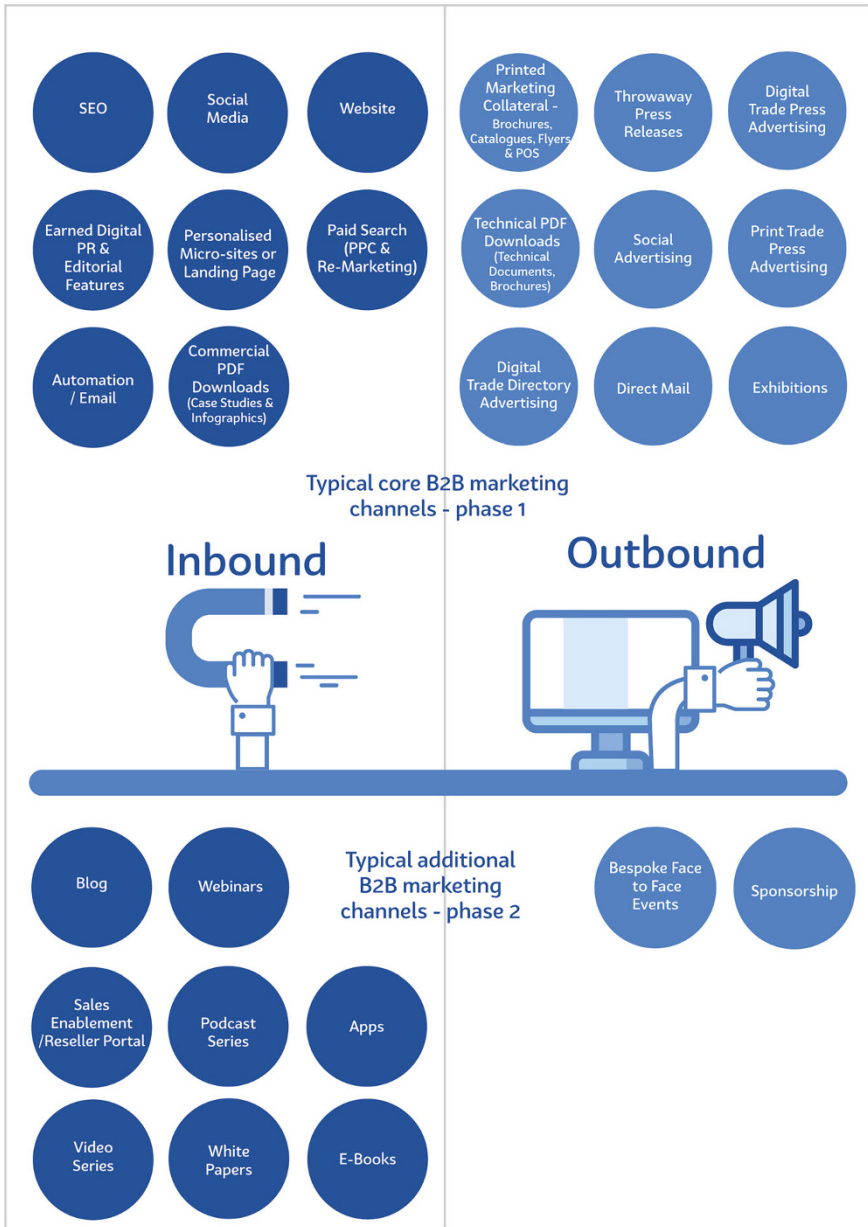 SEO
Social
Media
Website
Printed
Marketing
Collateral -
Brochures,
Catalogues, Flyers
& POS
Throwaway
Press
Releases
Digital
Trade Press
Advertising
Earned Digital
PR &
Editorial
Features
Personalised
Micro-sites or
Landing Page
Paid Search
(PPC &
Re-Marketing)
Technical PDF
Downloads
(Technical
Documents,
Brochures)
Social
Advertising
Print Trade
Press
Advertising
Automation
/ Email
Commercial
PDF
Downloads
(Case Studies &
Infographics)
Digital
Trade Directory
Advertising
Direct Mail
Exhibitions
Typical core B2B marketing
channels - phase 1
Inbound
Outbound
Blog
Webinars
Typical additional
B2B marketing
channels - phase 2
Bespoke Face
to Face
Events
Sponsorship
Sales
Enablement
/Reseller Portal
Podcast
Series
Apps
Video
Series
White
Papers
E-Books